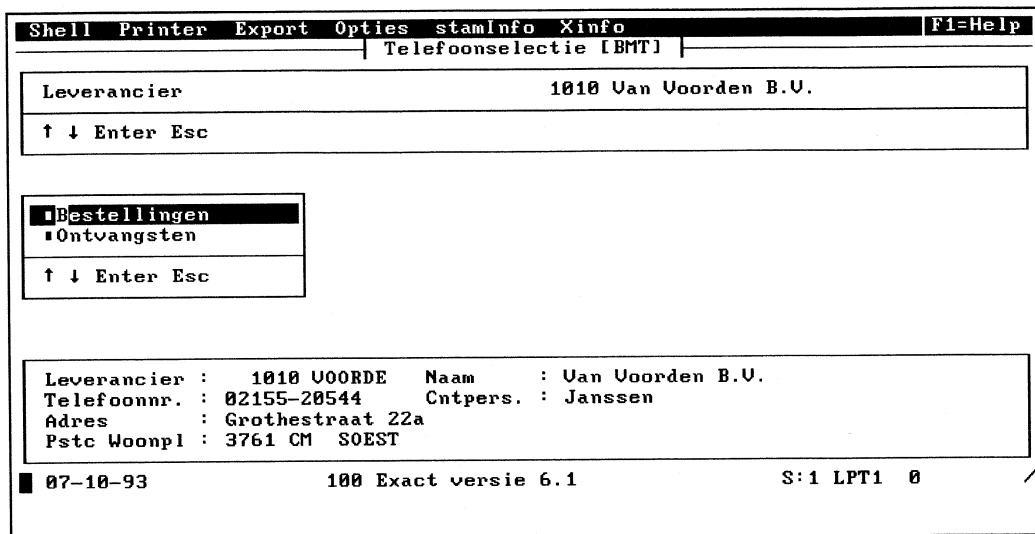 Shell Printer Export Opties stamInfo Xinfo F1=Help
Telefoonselectie [BMT]
Leverancier 1010 Van Voorden B.V.
↑ ↓ Enter Esc
Bestellingen
Ontvangsten
↑ ↓ Enter Esc
Leverancier : 1010 VOORDE Naam : Van Voorden B.V.
Telefoonnr. : 02155-20544 Cntpers. : Janssen
Adres : Grothestraat 22a
Pstc Woonpl : 3761 CM SOEST
07-10-93 100 Exact versie 6.1 S:1 LPT1 0 /